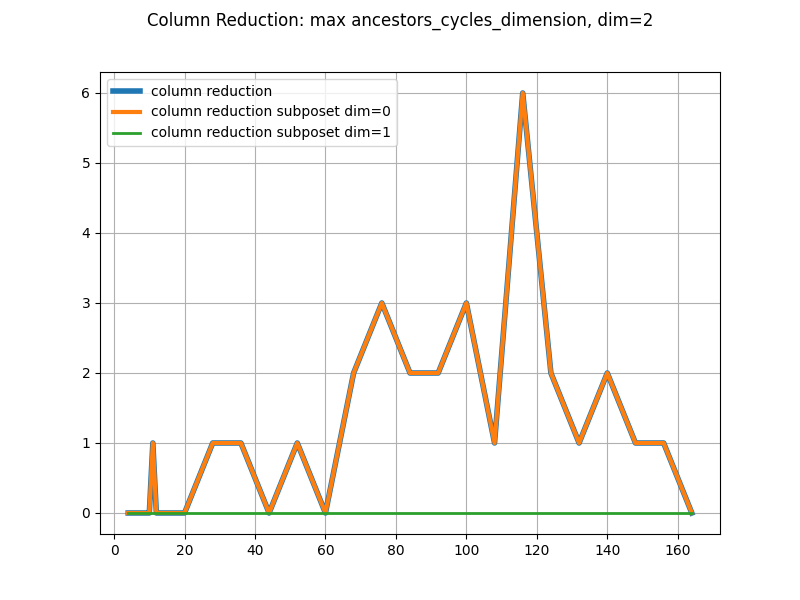 Column Reduction: max ancestors_cycles_dimension, dim=2
column reduction
column reduction subposet dim=0
column reduction subposet dim=1
6
5
4
3
2
1
0
0 20 40 60 80 100 120 140 160